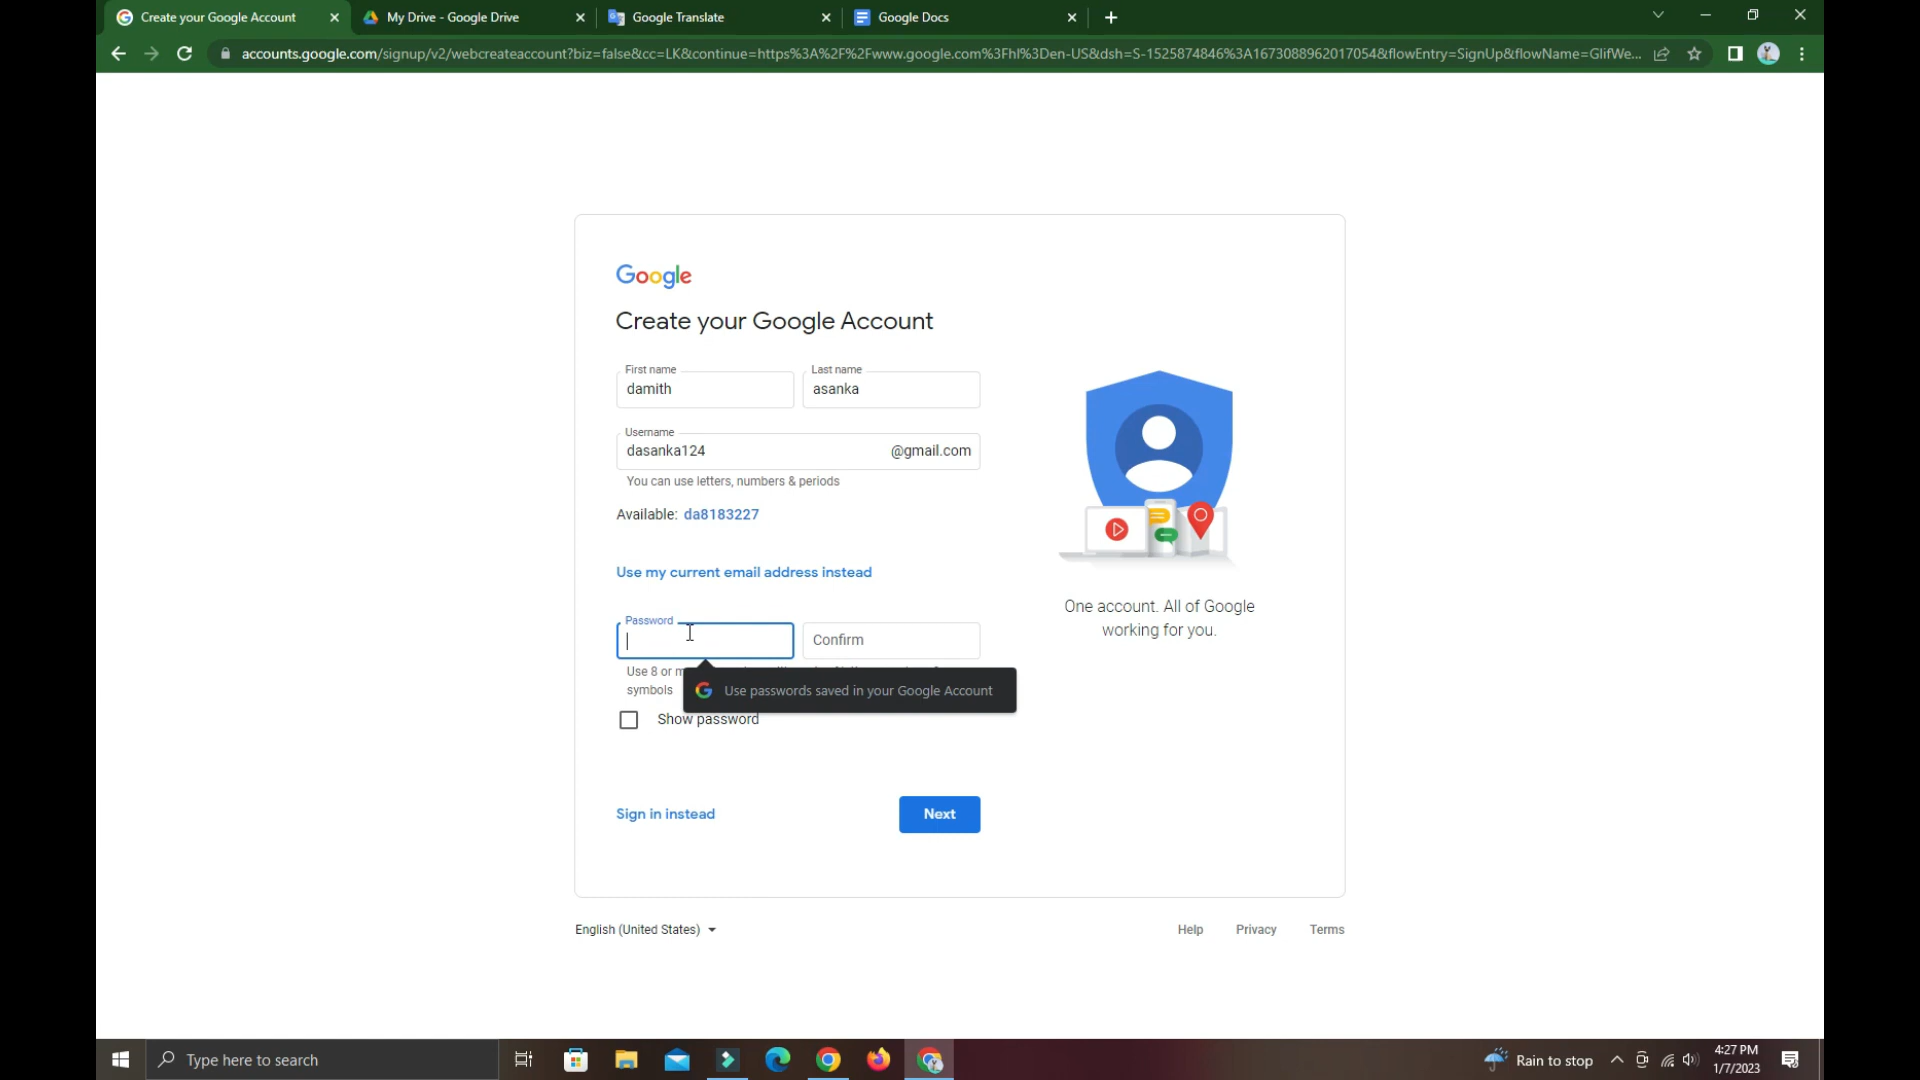 Create your Google Account
My Drive - Google Drive
Google Translate
Google Docs
accounts.google.com/signup/v2/webcreateaccount?biz=false&cc=LK&continue=https%3A%2F%2Fwww.google.com%3Fhl%3Den-US&dsh=S-1525874846%3A1673088962017054&flowEntry=SignUp&flowName=GlifWe...
Google
Create your Google Account
First name
damith
Last name
asanka
Username
dasanka124
@gmail.com
You can use letters, numbers & periods
Available: da8183227
Use my current email address instead
Password
Confirm
Use 8 or m
symbols
Use passwords saved in your Google Account
Show password
Sign in instead
Next
One account. All of Google
working for you.
English (United States)
Help
Privacy
Terms
Type here to search
Rain to stop
4:27 PM
1/7/2023